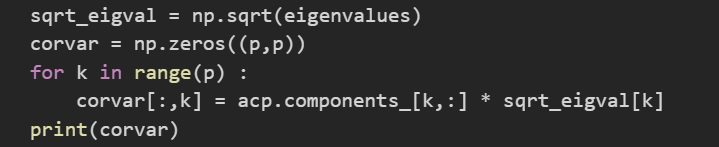 sqrt_eigval = np.sqrt(eigenvalues)
corvar = np.zeros((p,p))
for k in range(p) :
    corvar[:,k] = acp.components_[k,:] * sqrt_eigval[k]
print(corvar)